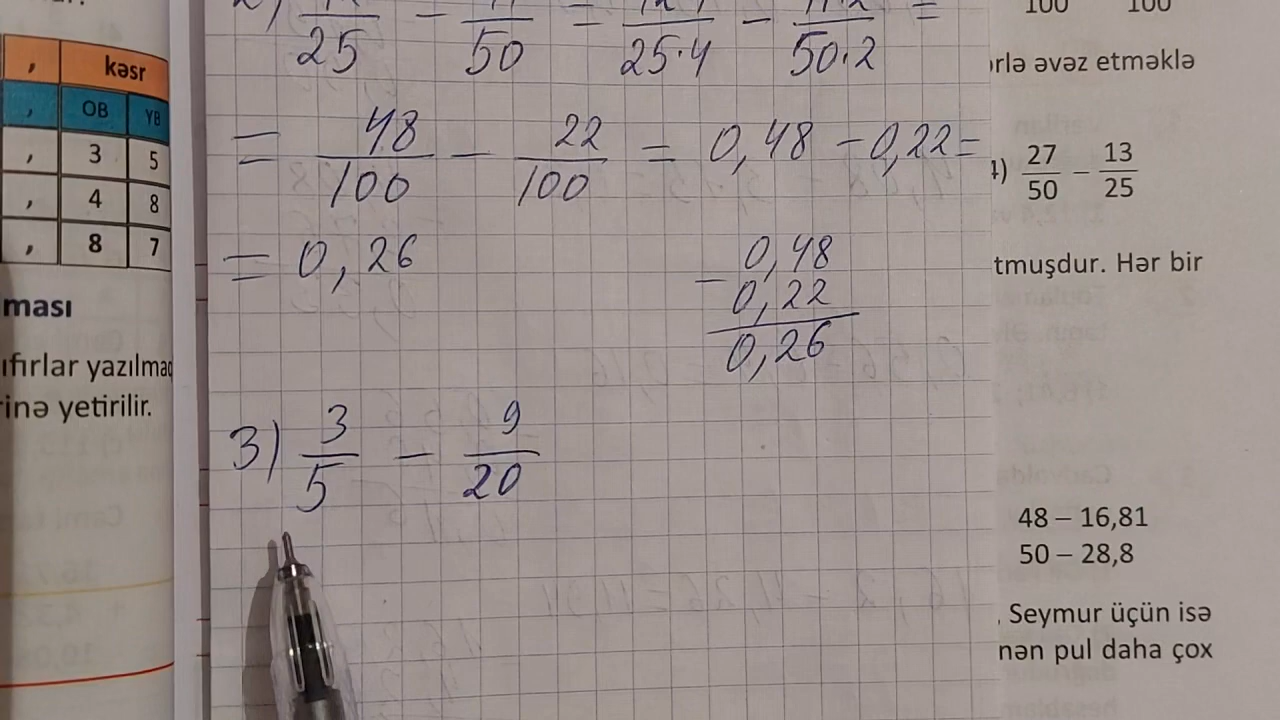 , kəsr
, OB YB
, 3 5
, 4 8
, 8 7
ması
ıfırlar yazılmaq
rinə yetirilir.
25 − 50 = 25·4 − 50·2 =
= 48/100 − 22/100 = 0,48 − 0,22 =
= 0,26
0,48
− 0,22
0,26
3) 3/5 − 9/20
100 100
rlə əvəz etməklə
4) 27/50 − 13/25
tmuşdur. Hər bir
48 – 16,81
50 – 28,8
. Seymur üçün isə
nən pul daha çox